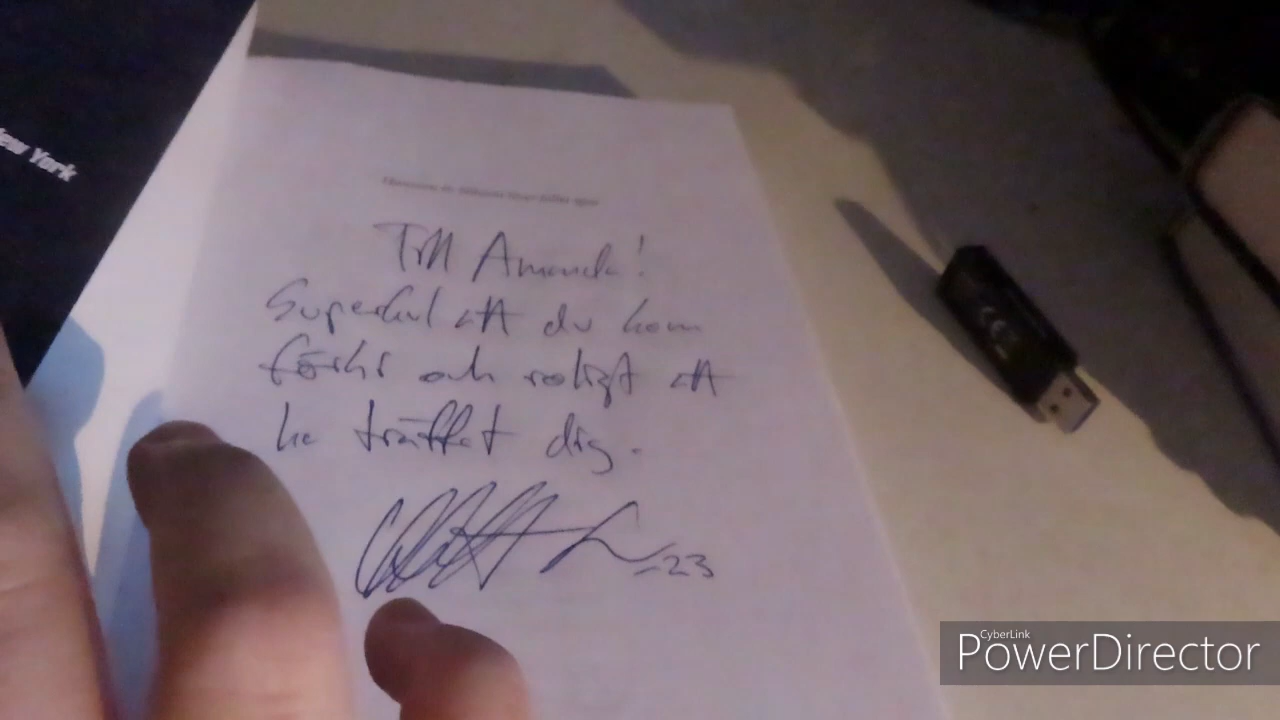 New York
Till Amanda!
Superkul att du kom
förbi och roligt att
ha träffat dig.
-23
CyberLink
PowerDirector